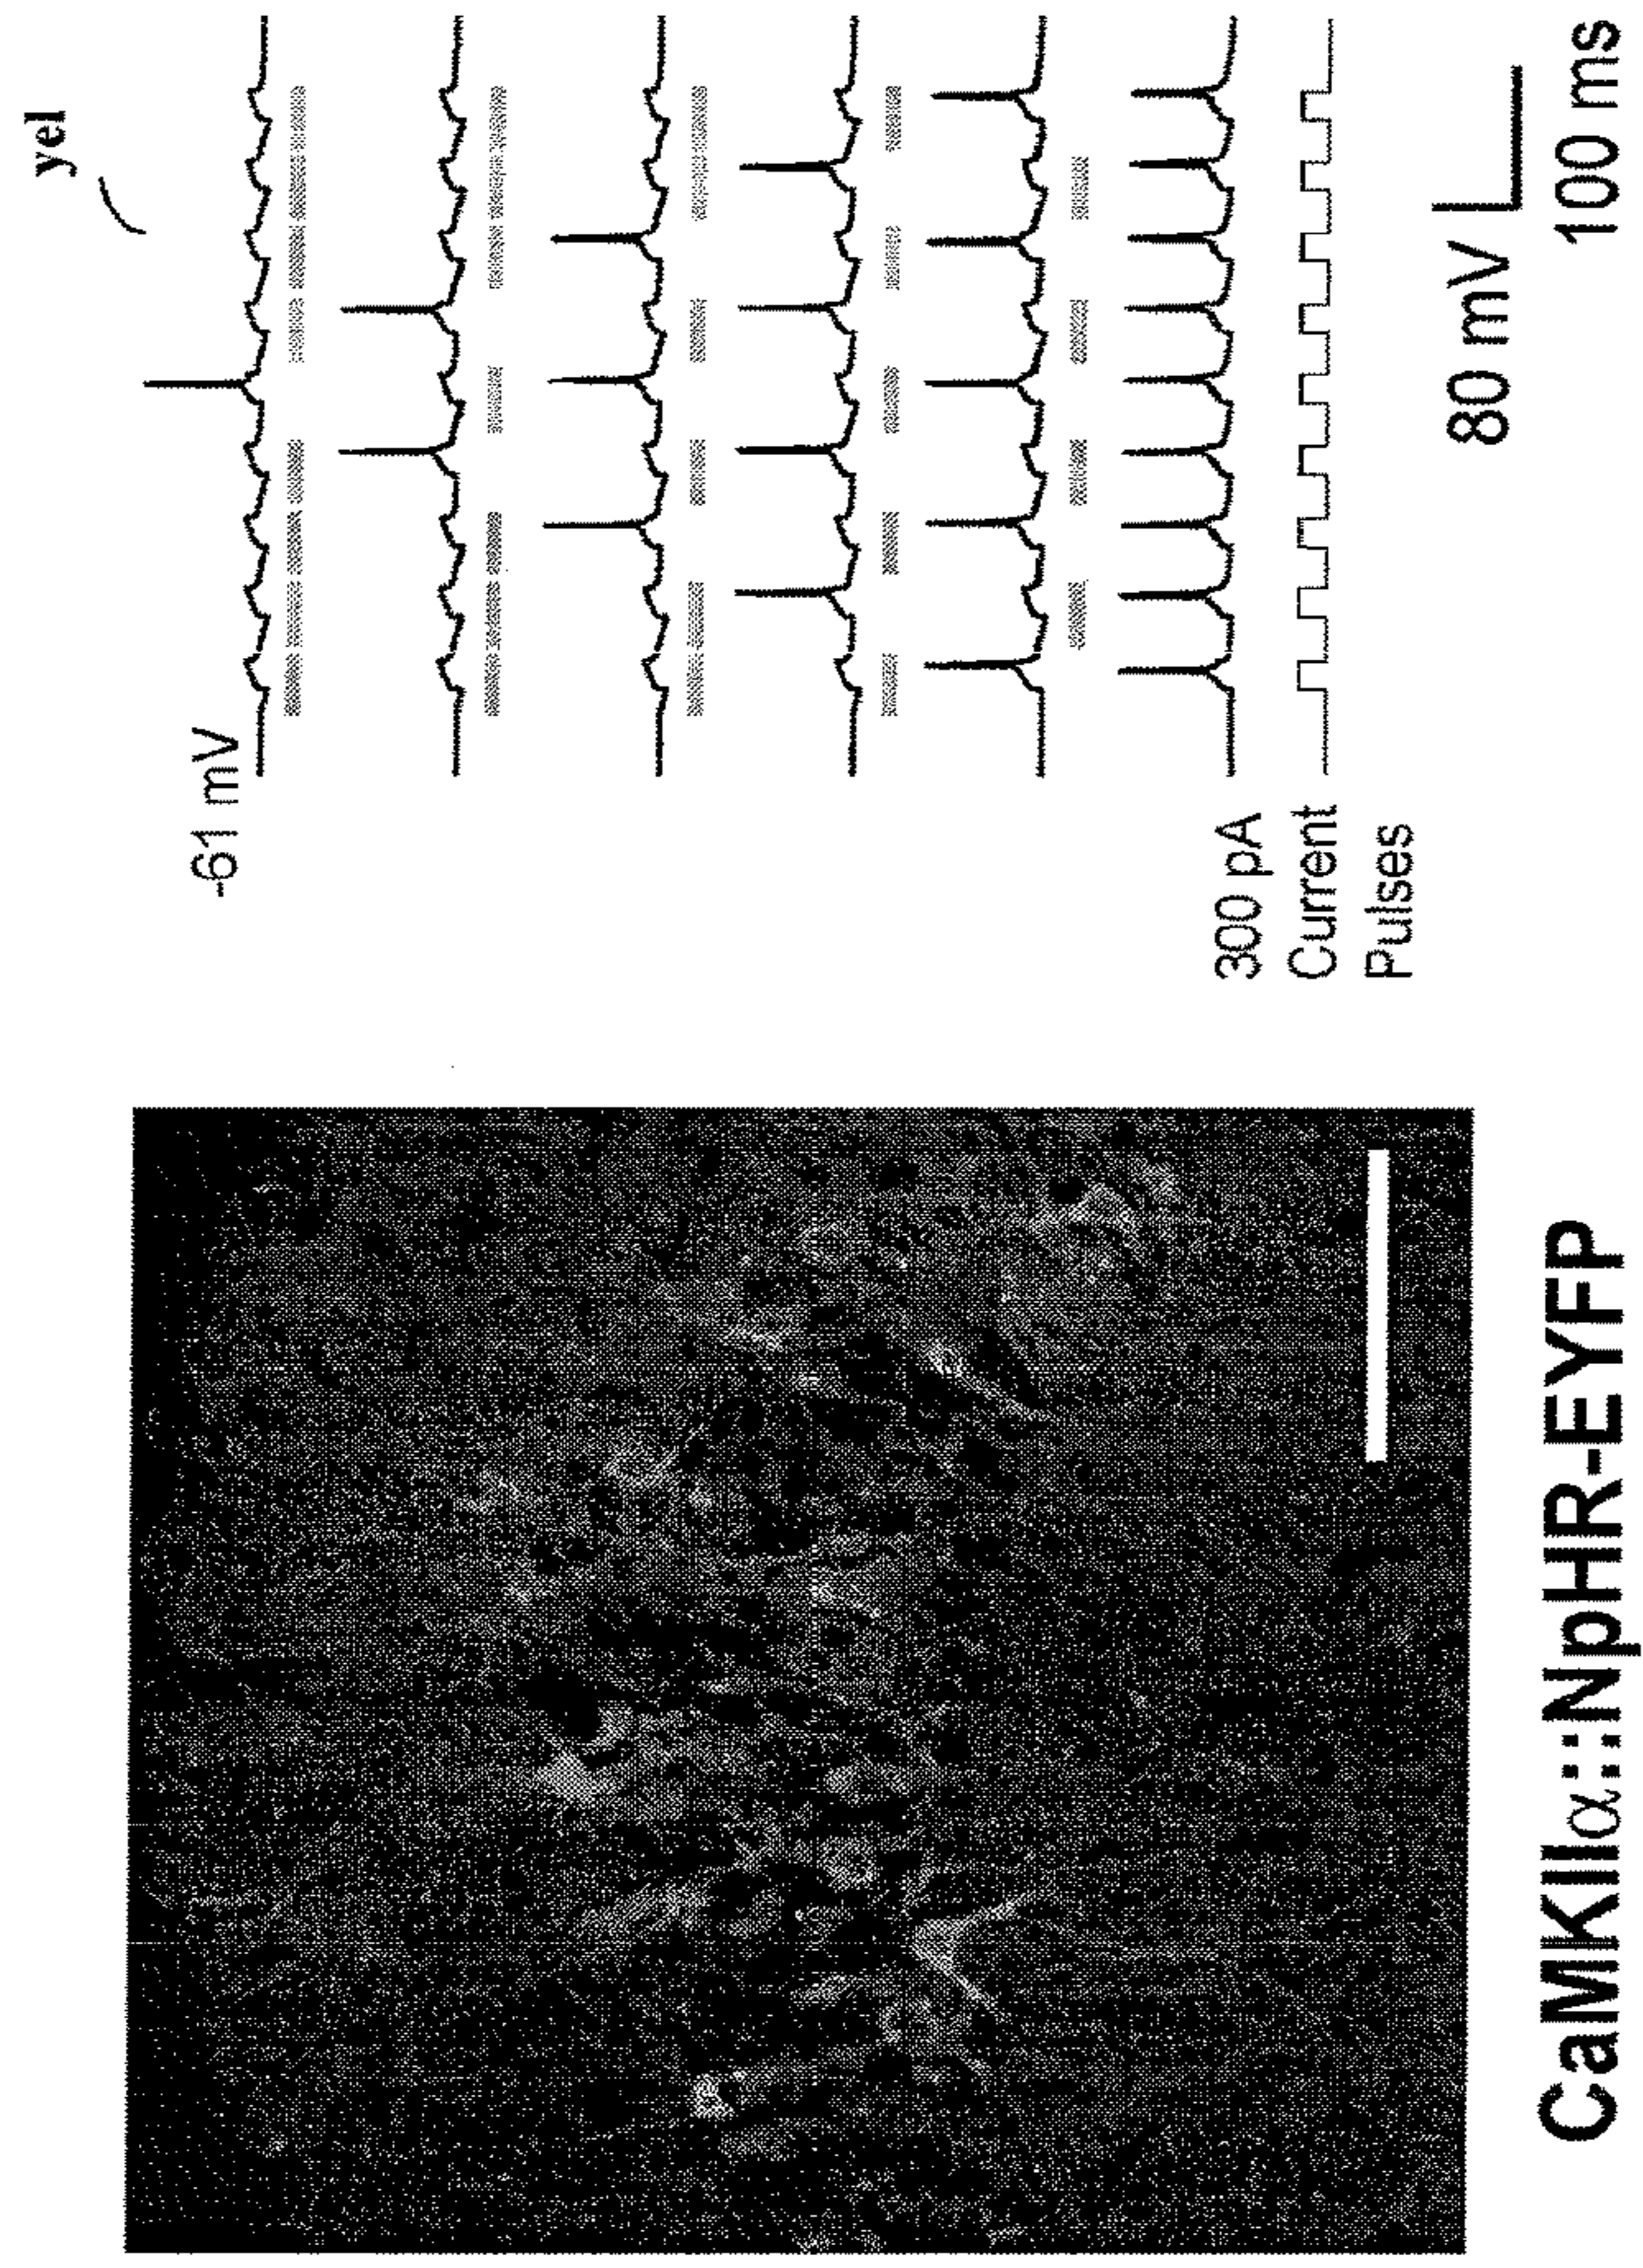 CaMKIIα::NpHR-EYFP
yel
-61 mV
300 pA
Current
Pulses
80 mV
100 ms